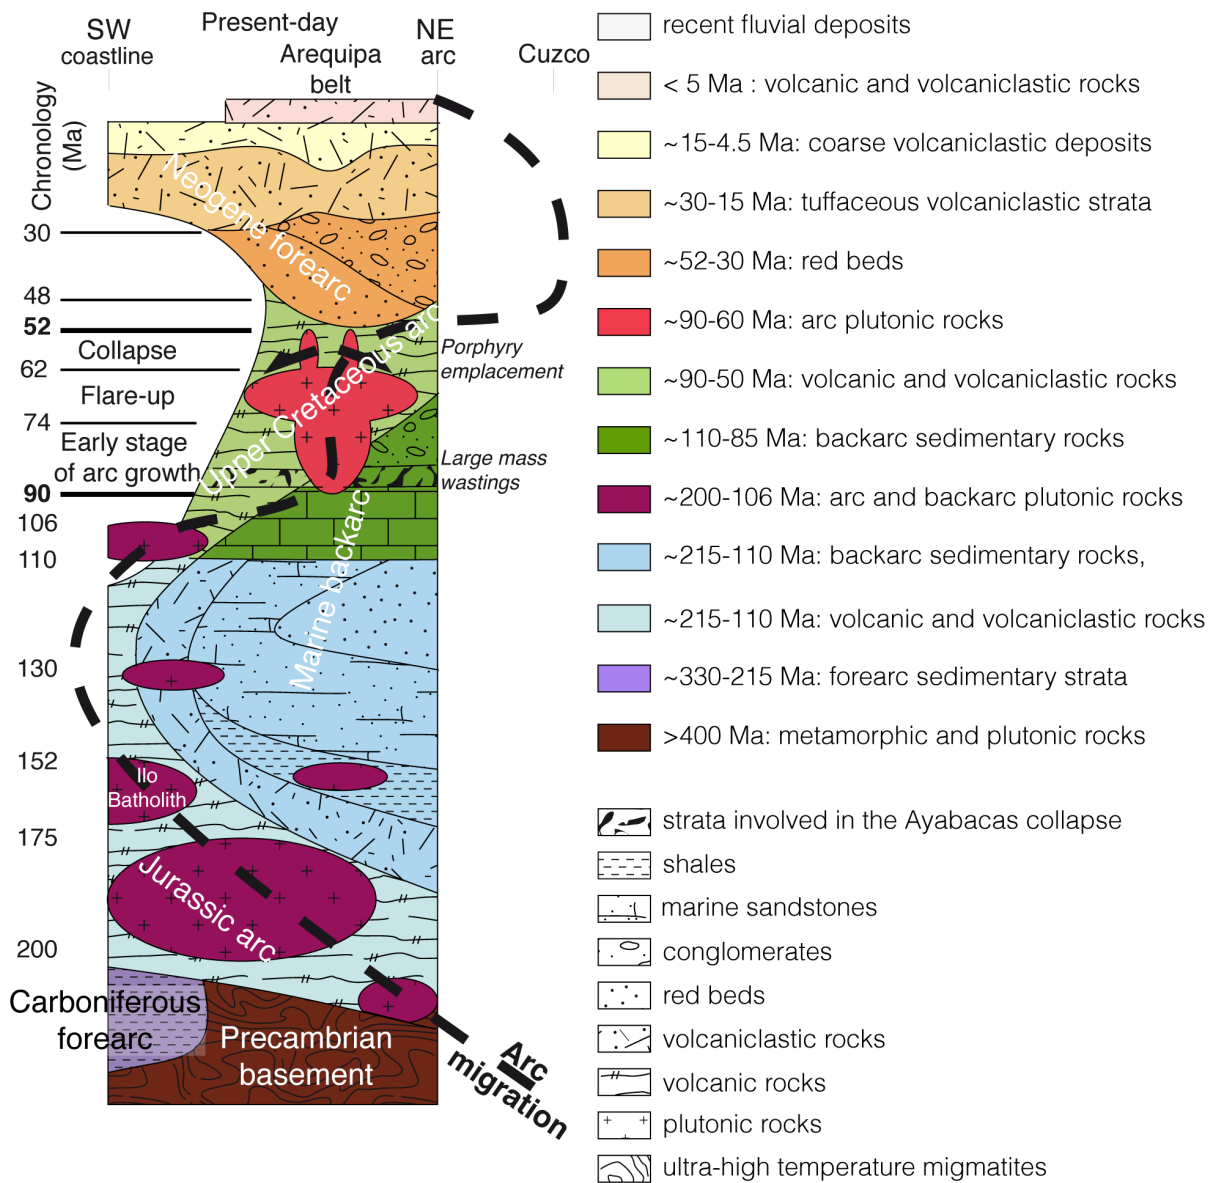 SW
coastline
Present-day
Arequipa
belt
NE
arc
Cuzco
Chronology
(Ma)
30
48
52
Collapse
62
Flare-up
74
Early stage
of arc growth
90
106
110
130
152
175
200
Neogene forearc
Upper Cretaceous arc
Porphyry
emplacement
Large mass
wastings
Marine backarc
Ilo
Batholith
Jurassic arc
Carboniferous
forearc
Precambrian
basement
Arc
migration
recent fluvial deposits
< 5 Ma : volcanic and volcaniclastic rocks
~15-4.5 Ma: coarse volcaniclastic deposits
~30-15 Ma: tuffaceous volcaniclastic strata
~52-30 Ma: red beds
~90-60 Ma: arc plutonic rocks
~90-50 Ma: volcanic and volcaniclastic rocks
~110-85 Ma: backarc sedimentary rocks
~200-106 Ma: arc and backarc plutonic rocks
~215-110 Ma: backarc sedimentary rocks,
~215-110 Ma: volcanic and volcaniclastic rocks
~330-215 Ma: forearc sedimentary strata
>400 Ma: metamorphic and plutonic rocks
strata involved in the Ayabacas collapse
shales
marine sandstones
conglomerates
red beds
volcaniclastic rocks
volcanic rocks
plutonic rocks
ultra-high temperature migmatites